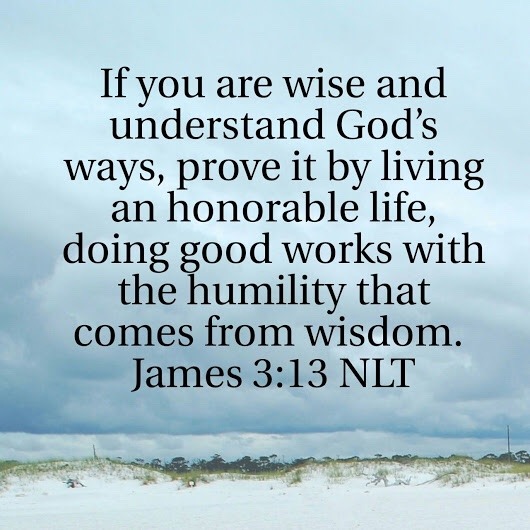 If you are wise and
understand God's
ways, prove it by living
an honorable life,
doing good works with
the humility that
comes from wisdom.
James 3:13 NLT